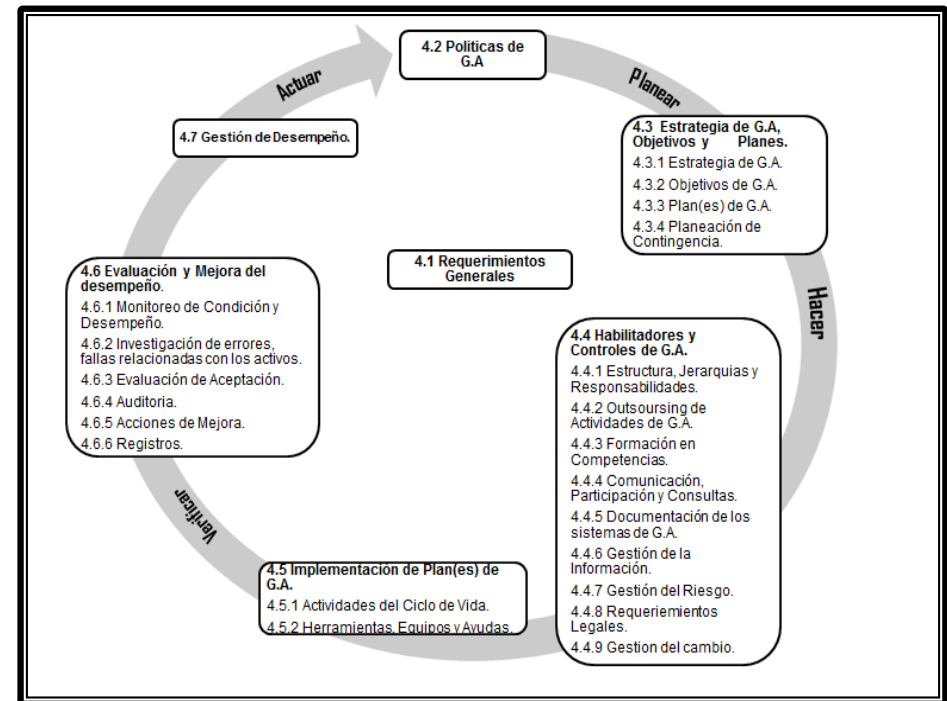 4.2 Politicas de
G.A
Planear
4.3 Estrategia de G.A,
Objetivos y Planes.
4.3.1 Estrategia de G.A.
4.3.2 Objetivos de G.A.
4.3.3 Plan(es) de G.A.
4.3.4 Planeación de
Contingencia.
Hacer
4.1 Requerimientos
Generales
4.4 Habilitadores y
Controles de G.A.
4.4.1 Estructura, Jerarquias y
Responsabilidades.
4.4.2 Outsoursing de
Actividades de G.A.
4.4.3 Formación en
Competencias.
4.4.4 Comunicación,
Participación y Consultas.
4.4.5 Documentación de los
sistemas de G.A.
4.4.6 Gestión de la
Información.
4.4.7 Gestión del Riesgo.
4.4.8 Requeriemientos
Legales.
4.4.9 Gestion del cambio.
4.5 Implementación de Plan(es) de
G.A.
4.5.1 Actividades del Ciclo de Vida.
4.5.2 Herramientas, Equipos y Ayudas.
Verificar
4.6 Evaluación y Mejora del
desempeño.
4.6.1 Monitoreo de Condición y
Desempeño.
4.6.2 Investigación de errores,
fallas relacionadas con los activos.
4.6.3 Evaluación de Aceptación.
4.6.4 Auditoria.
4.6.5 Acciones de Mejora.
4.6.6 Registros.
4.7 Gestión de Desempeño.
Actuar